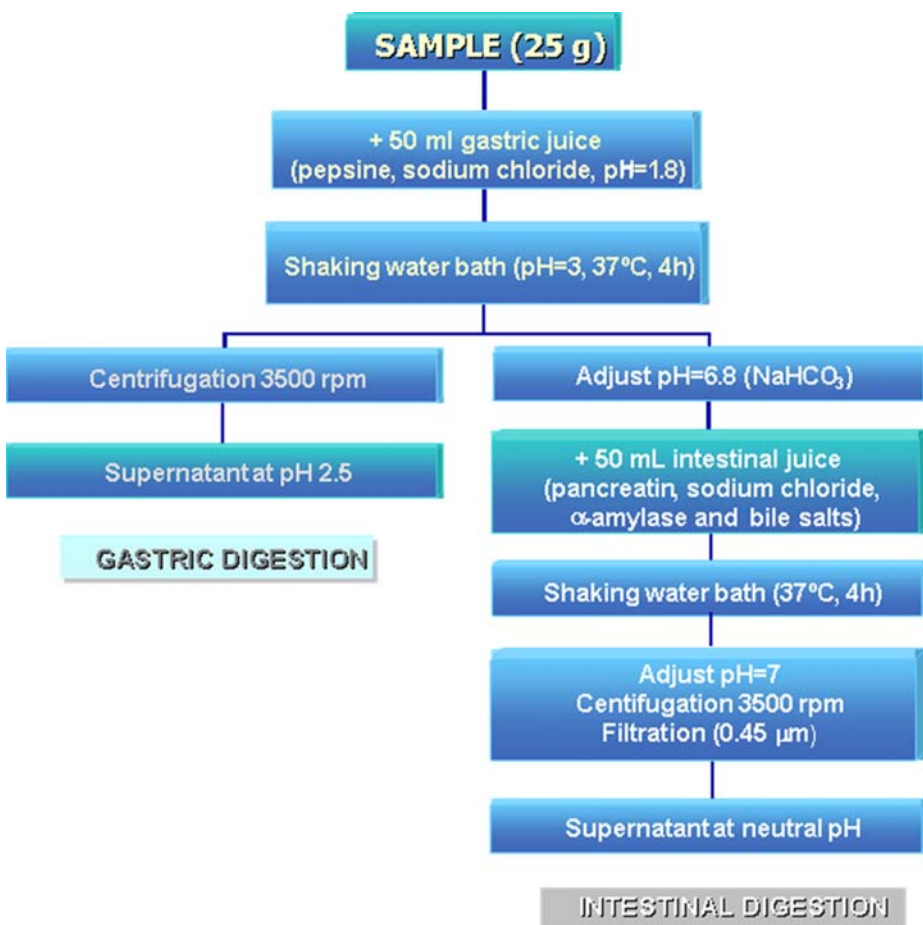 SAMPLE (25 g)
+ 50 ml gastric juice
(pepsine, sodium chloride, pH=1.8)
Shaking water bath (pH=3, 37ºC, 4h)
Centrifugation 3500 rpm
Supernatant at pH 2.5
GASTRIC DIGESTION
Adjust pH=6.8 (NaHCO₃)
+ 50 mL intestinal juice
(pancreatin, sodium chloride,
α-amylase and bile salts)
Shaking water bath (37ºC, 4h)
Adjust pH=7
Centifugation 3500 rpm
Filtration (0.45 µm)
Supernatant at neutral pH
INTESTINAL DIGESTION